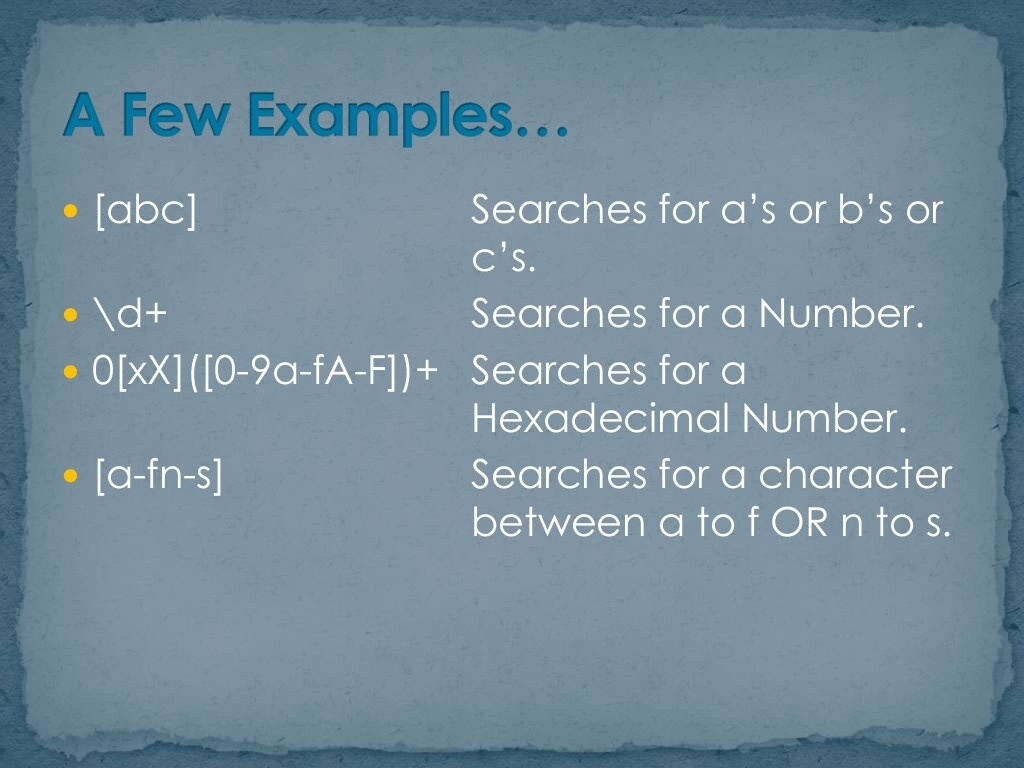 A Few Examples…
• [abc] Searches for a’s or b’s or
c’s.
• \d+ Searches for a Number.
• 0[xX]([0-9a-fA-F])+ Searches for a
Hexadecimal Number.
• [a-fn-s] Searches for a character
between a to f OR n to s.